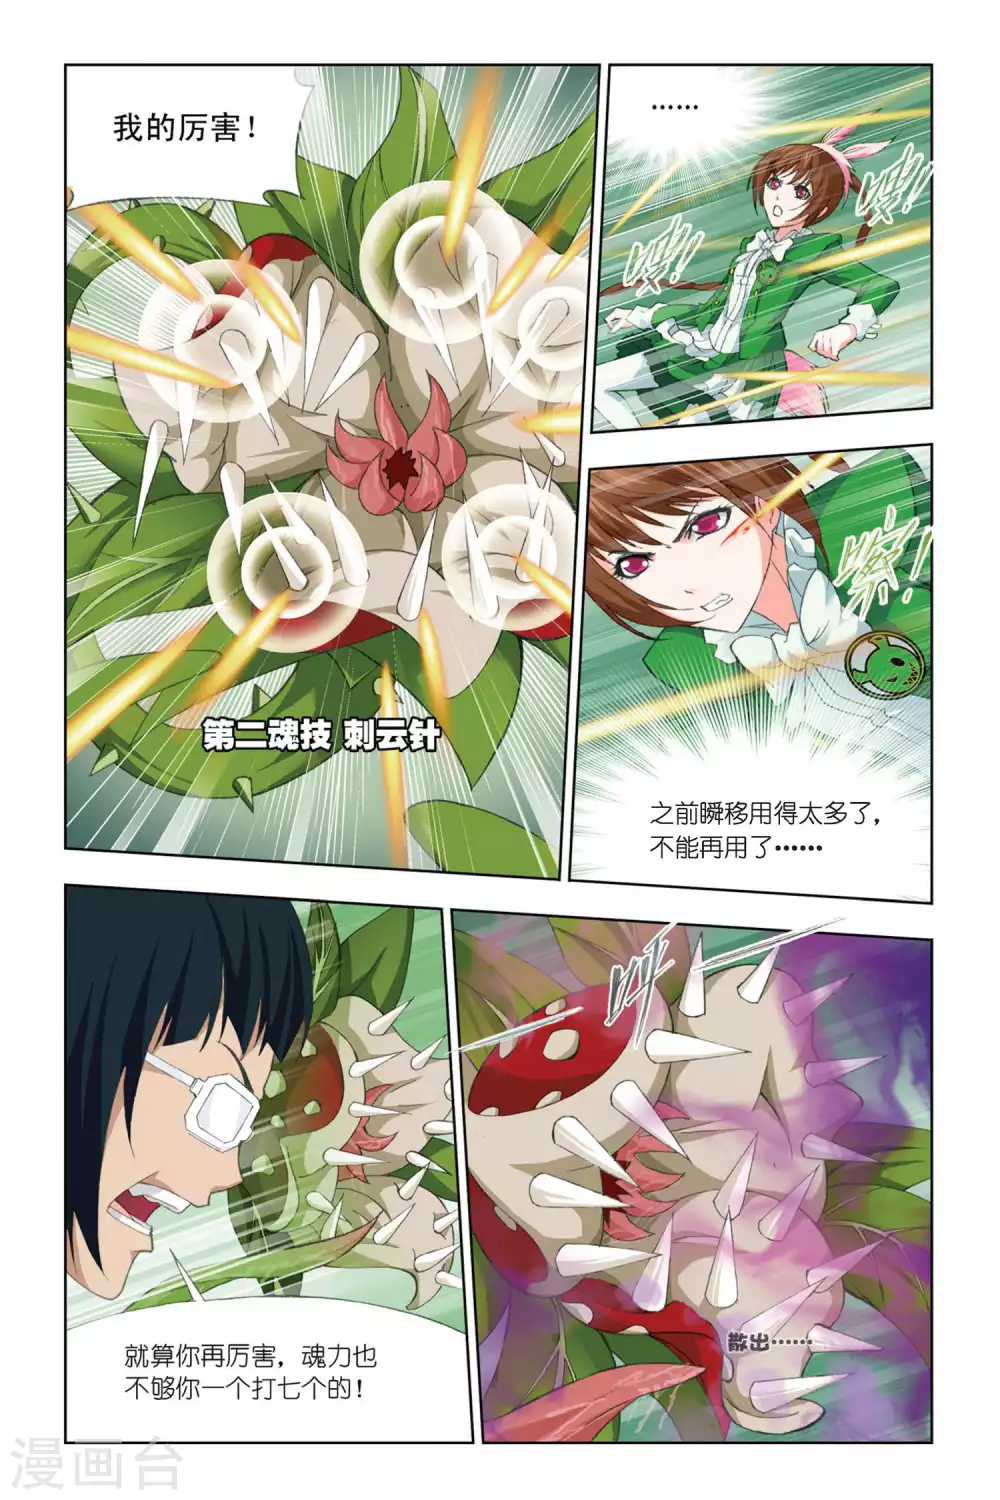 我的厉害！
第二魂技 刺云针
……
嗖！
嗖！
嚓！
之前瞬移用得太多了，
不能再用了……
就算你再厉害，魂力也
不够你一个打七个的！
呼
散出……
漫画台